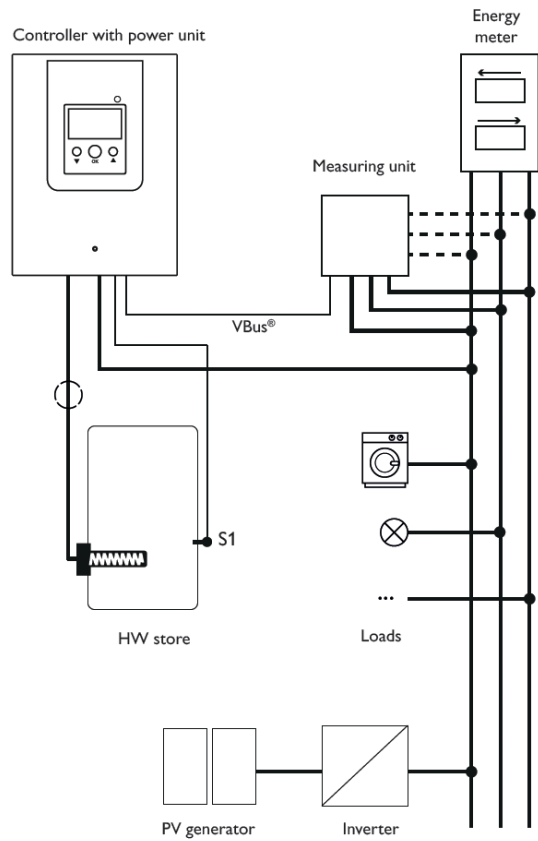 Energy
meter
Controller with power unit
OK
Measuring unit
VBus®
S1
...
HW store
Loads
PV generator
Inverter